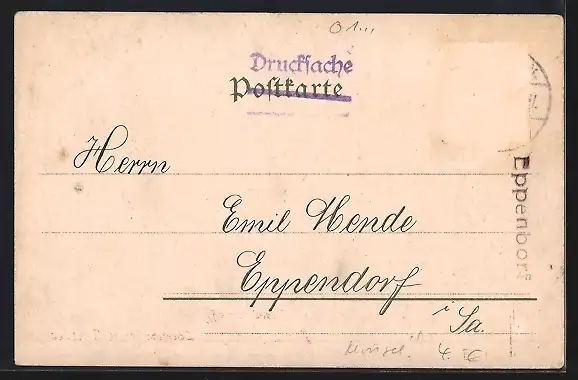 Drucksache
Postkarte
Herrn
Emil Wende
Eppendorf
i Sa.
Eppendorf